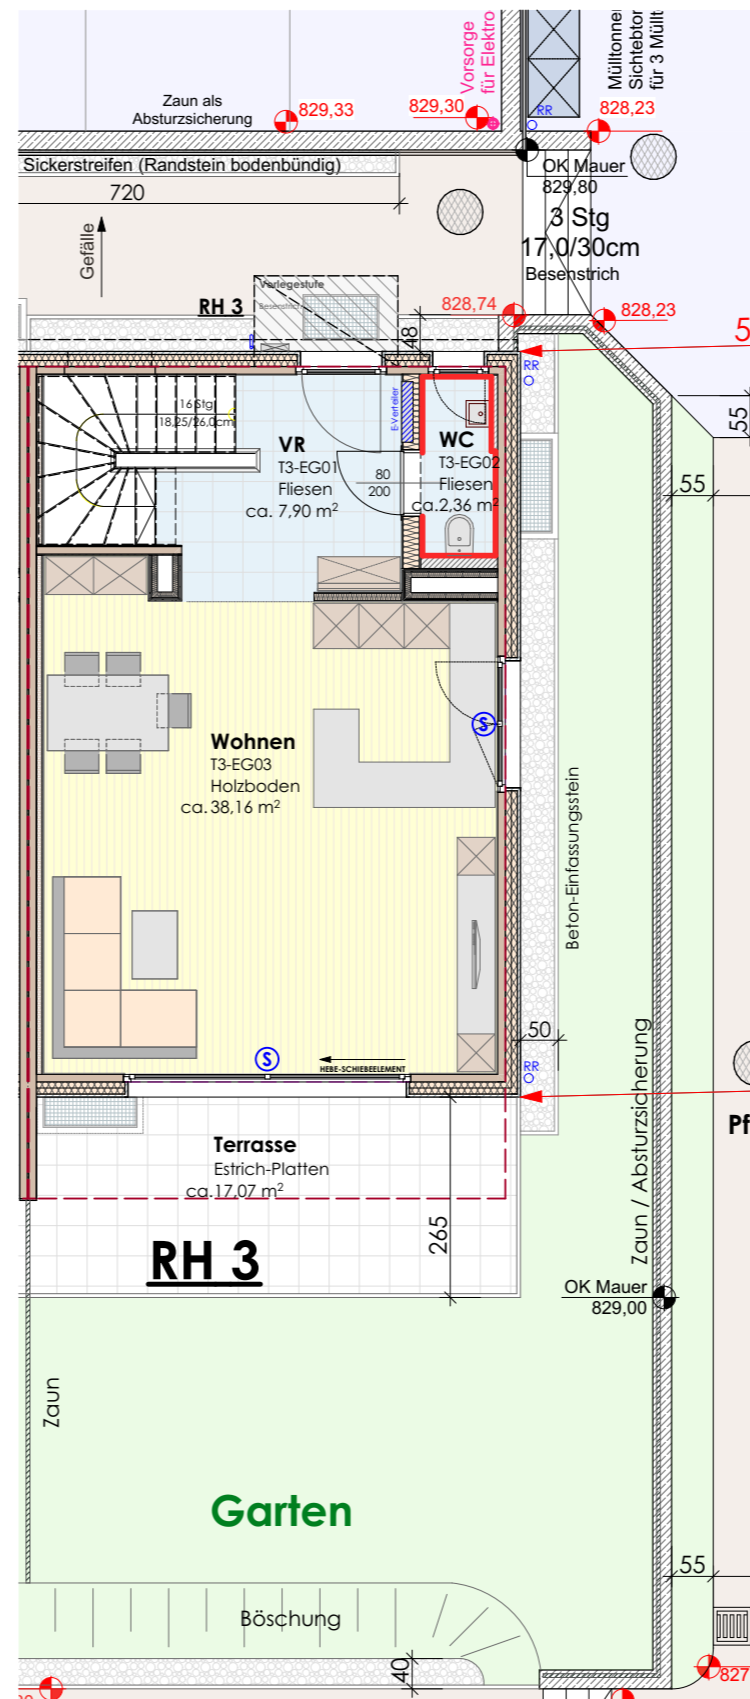 Vorsorge
für Elektro
Mülltonnen
Sichtebtor
für 3 Müllt
Zaun als
Absturzsicherung
829,33
829,30
RR
828,23
Sickerstreifen (Randstein bodenbündig)
OK Mauer
829,80
720
3 Stg
17,0/30cm
Besenstrich
Gefälle
Vorlegestufe
Besenstrich
RH 3
828,74
828,23
48
5
RR
55
16 Stg
18,25/26,0cm
E-Verteiler
VR
T3-EG01
Fliesen
ca. 7,90 m²
80
200
WC
T3-EG02
Fliesen
ca.2,36 m²
55
Wohnen
T3-EG03
Holzboden
ca.38,16 m²
S
Beton-Einfassungsstein
50
S
HEBE-SCHIEBEELEMENT
RR
Zaun / Absturzsicherung
Pf
Terrasse
Estrich-Platten
ca.17,07 m²
265
RH 3
OK Mauer
829,00
Zaun
Garten
55
Böschung
40
827